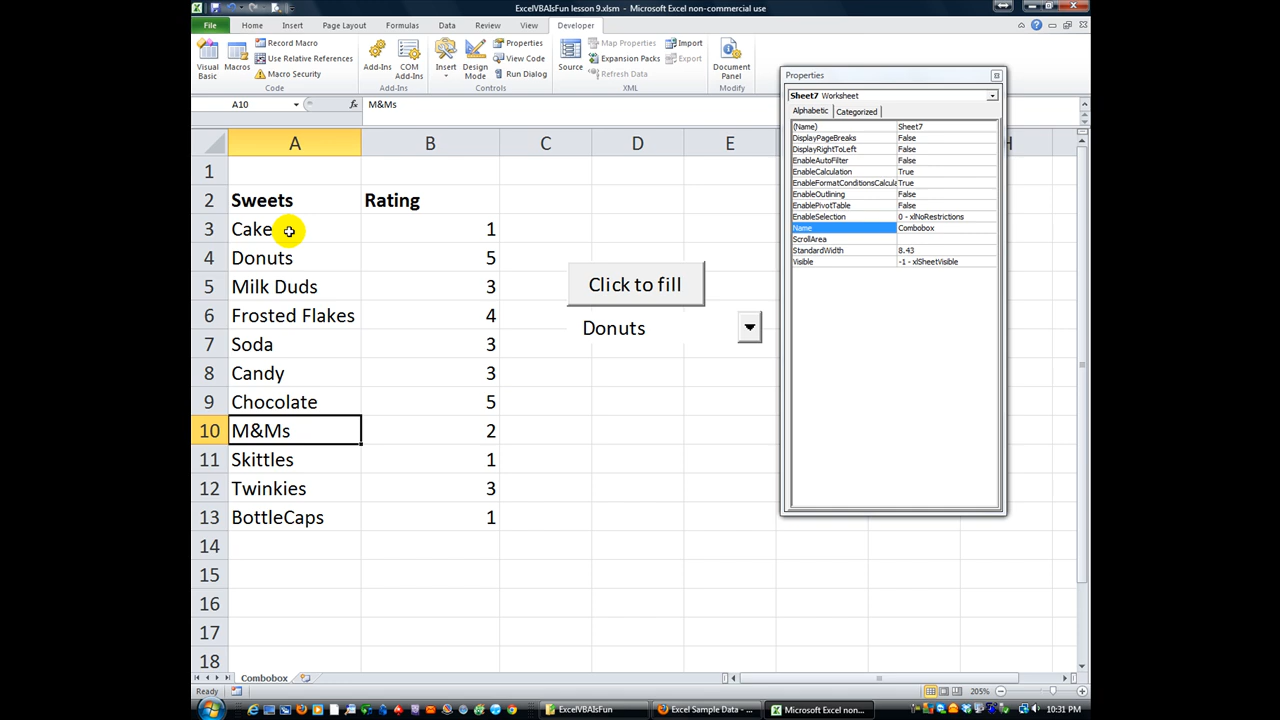 ExcelVBAIsFun lesson 9.xlsm - Microsoft Excel non-commercial use
File Home Insert Page Layout Formulas Data Review View Developer
Visual Basic
Macros
Record Macro
Use Relative References
Macro Security
Code
Add-Ins
COM Add-Ins
Add-Ins
Insert
Design Mode
Properties
View Code
Run Dialog
Controls
Source
Map Properties
Expansion Packs
Refresh Data
Import
Export
XML
Document Panel
Modify
A10 fx M&Ms
A B C D E H
1
2 Sweets Rating
3 Cake 1
4 Donuts 5
5 Milk Duds 3
6 Frosted Flakes 4
7 Soda 3
8 Candy 3
9 Chocolate 5
10 M&Ms 2
11 Skittles 1
12 Twinkies 3
13 BottleCaps 1
14
15
16
17
18
Click to fill
Donuts
Properties
Sheet7 Worksheet
Alphabetic Categorized
(Name) Sheet7
DisplayPageBreaks False
DisplayRightToLeft False
EnableAutoFilter False
EnableCalculation True
EnableFormatConditionsCalcula True
EnableOutlining False
EnablePivotTable False
EnableSelection 0 - xlNoRestrictions
Name Combobox
ScrollArea
StandardWidth 8.43
Visible -1 - xlSheetVisible
Combobox
Ready 205%
ExcelVBAIsFun
Excel Sample Data - ...
Microsoft Excel non...
10:31 PM